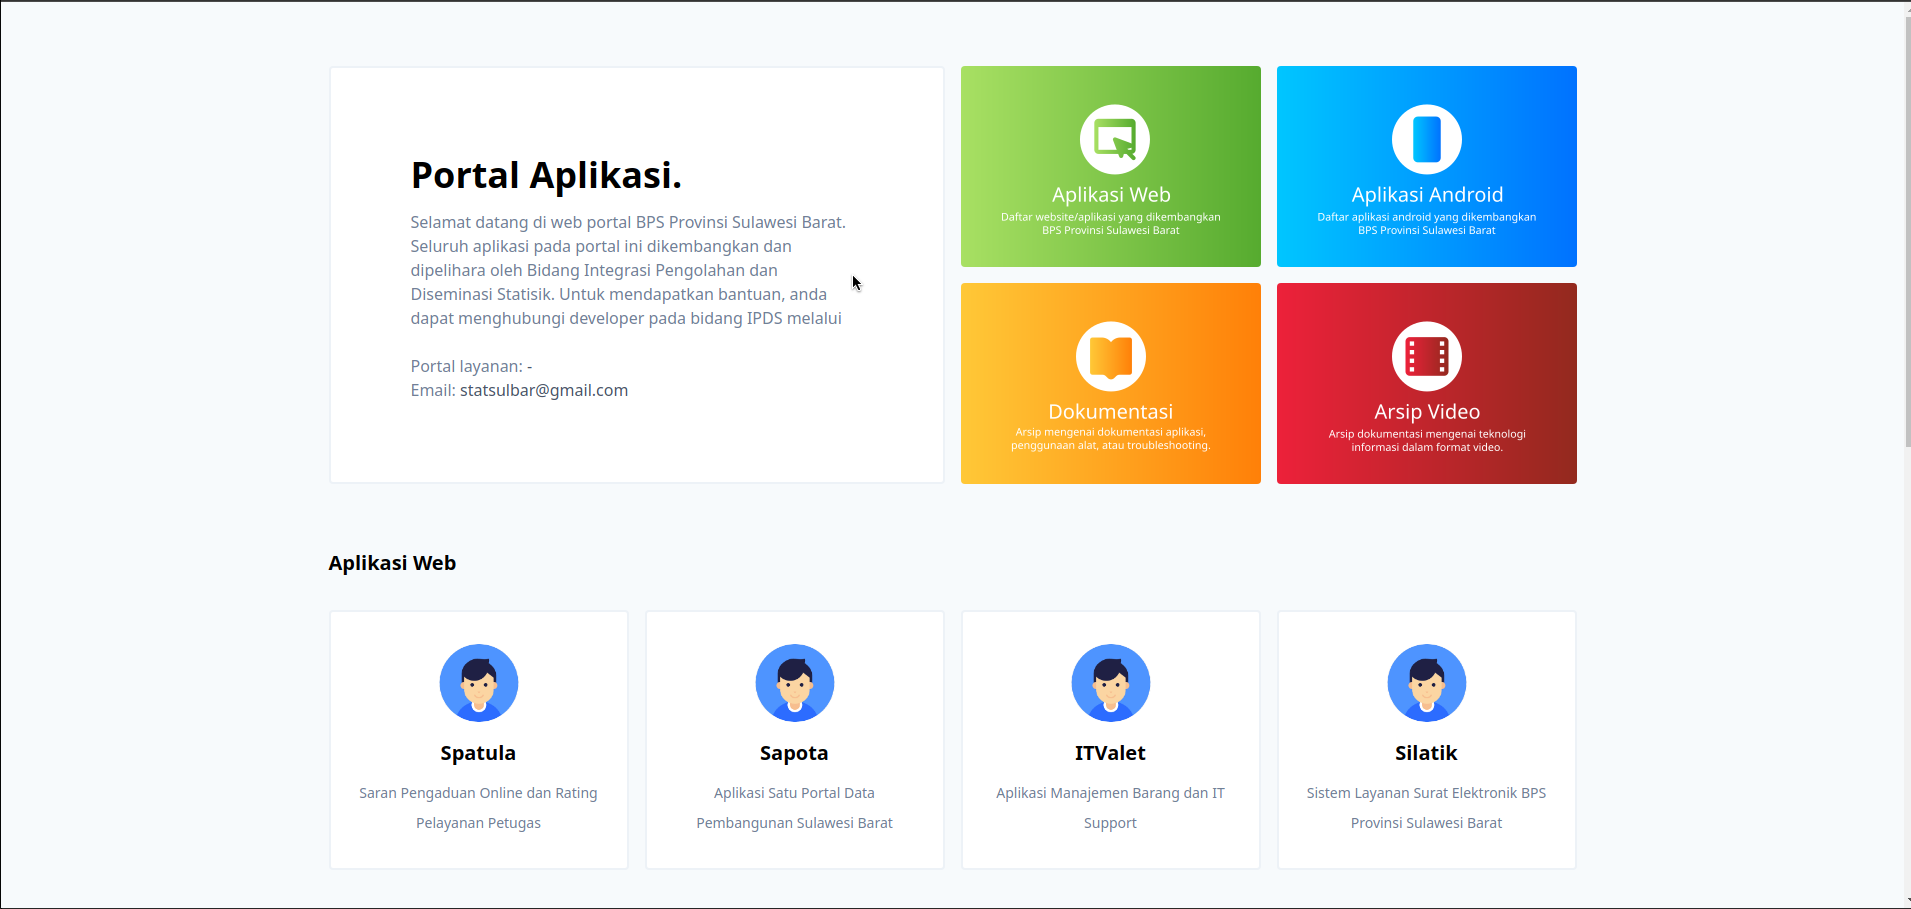 Portal Aplikasi.
Selamat datang di web portal BPS Provinsi Sulawesi Barat.
Seluruh aplikasi pada portal ini dikembangkan dan
dipelihara oleh Bidang Integrasi Pengolahan dan
Diseminasi Statisik. Untuk mendapatkan bantuan, anda
dapat menghubungi developer pada bidang IPDS melalui
Portal layanan: -
Email: statsulbar@gmail.com
Aplikasi Web
Daftar website/aplikasi yang dikembangkan
BPS Provinsi Sulawesi Barat
Aplikasi Android
Daftar aplikasi android yang dikembangkan
BPS Provinsi Sulawesi Barat
Dokumentasi
Arsip mengenai dokumentasi aplikasi,
penggunaan alat, atau troubleshooting.
Arsip Video
Arsip dokumentasi mengenai teknologi
informasi dalam format video.
Aplikasi Web
Spatula
Saran Pengaduan Online dan Rating
Pelayanan Petugas
Sapota
Aplikasi Satu Portal Data
Pembangunan Sulawesi Barat
ITValet
Aplikasi Manajemen Barang dan IT
Support
Silatik
Sistem Layanan Surat Elektronik BPS
Provinsi Sulawesi Barat